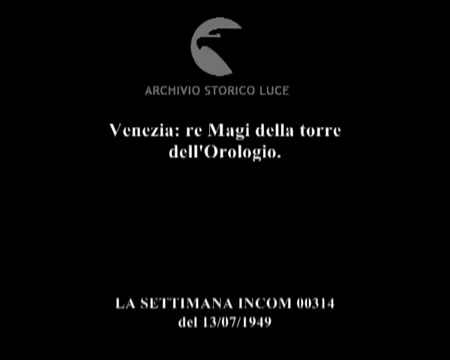 ARCHIVIO STORICO LUCE
Venezia: re Magi della torre
dell'Orologio.
LA SETTIMANA INCOM 00314
del 13/07/1949